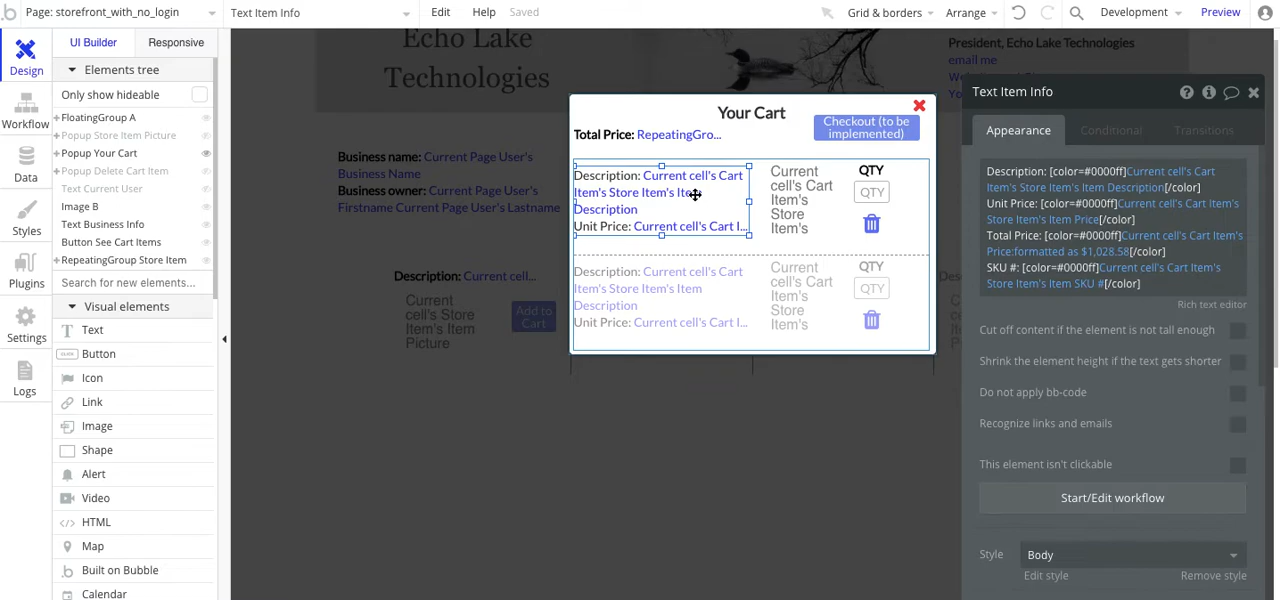 Page: storefront_with_no_login
Text Item Info
Edit
Help
Saved
Grid & borders
Arrange
Development
Preview
Design
Workflow
Data
Styles
Plugins
Settings
Logs
UI Builder
Responsive
Elements tree
Only show hideable
FloatingGroup A
Popup Store Item Picture
Popup Your Cart
Popup Delete Cart Item
Text Current User
Image B
Text Business Info
Button See Cart Items
RepeatingGroup Store Item
Search for new elements...
Visual elements
Text
Button
Icon
Link
Image
Shape
Alert
Video
HTML
Map
Built on Bubble
Calendar
Echo Lake
Technologies
President, Echo Lake Technologies
email me
Business name: Current Page User's
Business Name
Business owner: Current Page User's
Firstname Current Page User's Lastname
Description: Current cell...
Current
cell's Store
Item's Item
Picture
Add to
Cart
Your Cart
Total Price: RepeatingGro...
Checkout (to be
implemented)
Description: Current cell's Cart
Item's Store Item's Item
Description
Unit Price: Current cell's Cart I...
Current
cell's Cart
Item's
Store
Item's
QTY
QTY
Description: Current cell's Cart
Item's Store Item's Item
Description
Unit Price: Current cell's Cart I...
Current
cell's Cart
Item's
Store
Item's
QTY
QTY
Text Item Info
Appearance
Conditional
Transitions
Description: [color=#0000ff]Current cell's Cart
Item's Store Item's Item Description[/color]
Unit Price: [color=#0000ff]Current cell's Cart Item's
Store Item's Item Price[/color]
Total Price: [color=#0000ff]Current cell's Cart Item's
Price:formatted as $1,028.58[/color]
SKU #: [color=#0000ff]Current cell's Cart Item's
Store Item's Item SKU #[/color]
Rich text editor
Cut off content if the element is not tall enough
Shrink the element height if the text gets shorter
Do not apply bb-code
Recognize links and emails
This element isn't clickable
Start/Edit workflow
Style
Body
Edit style
Remove style